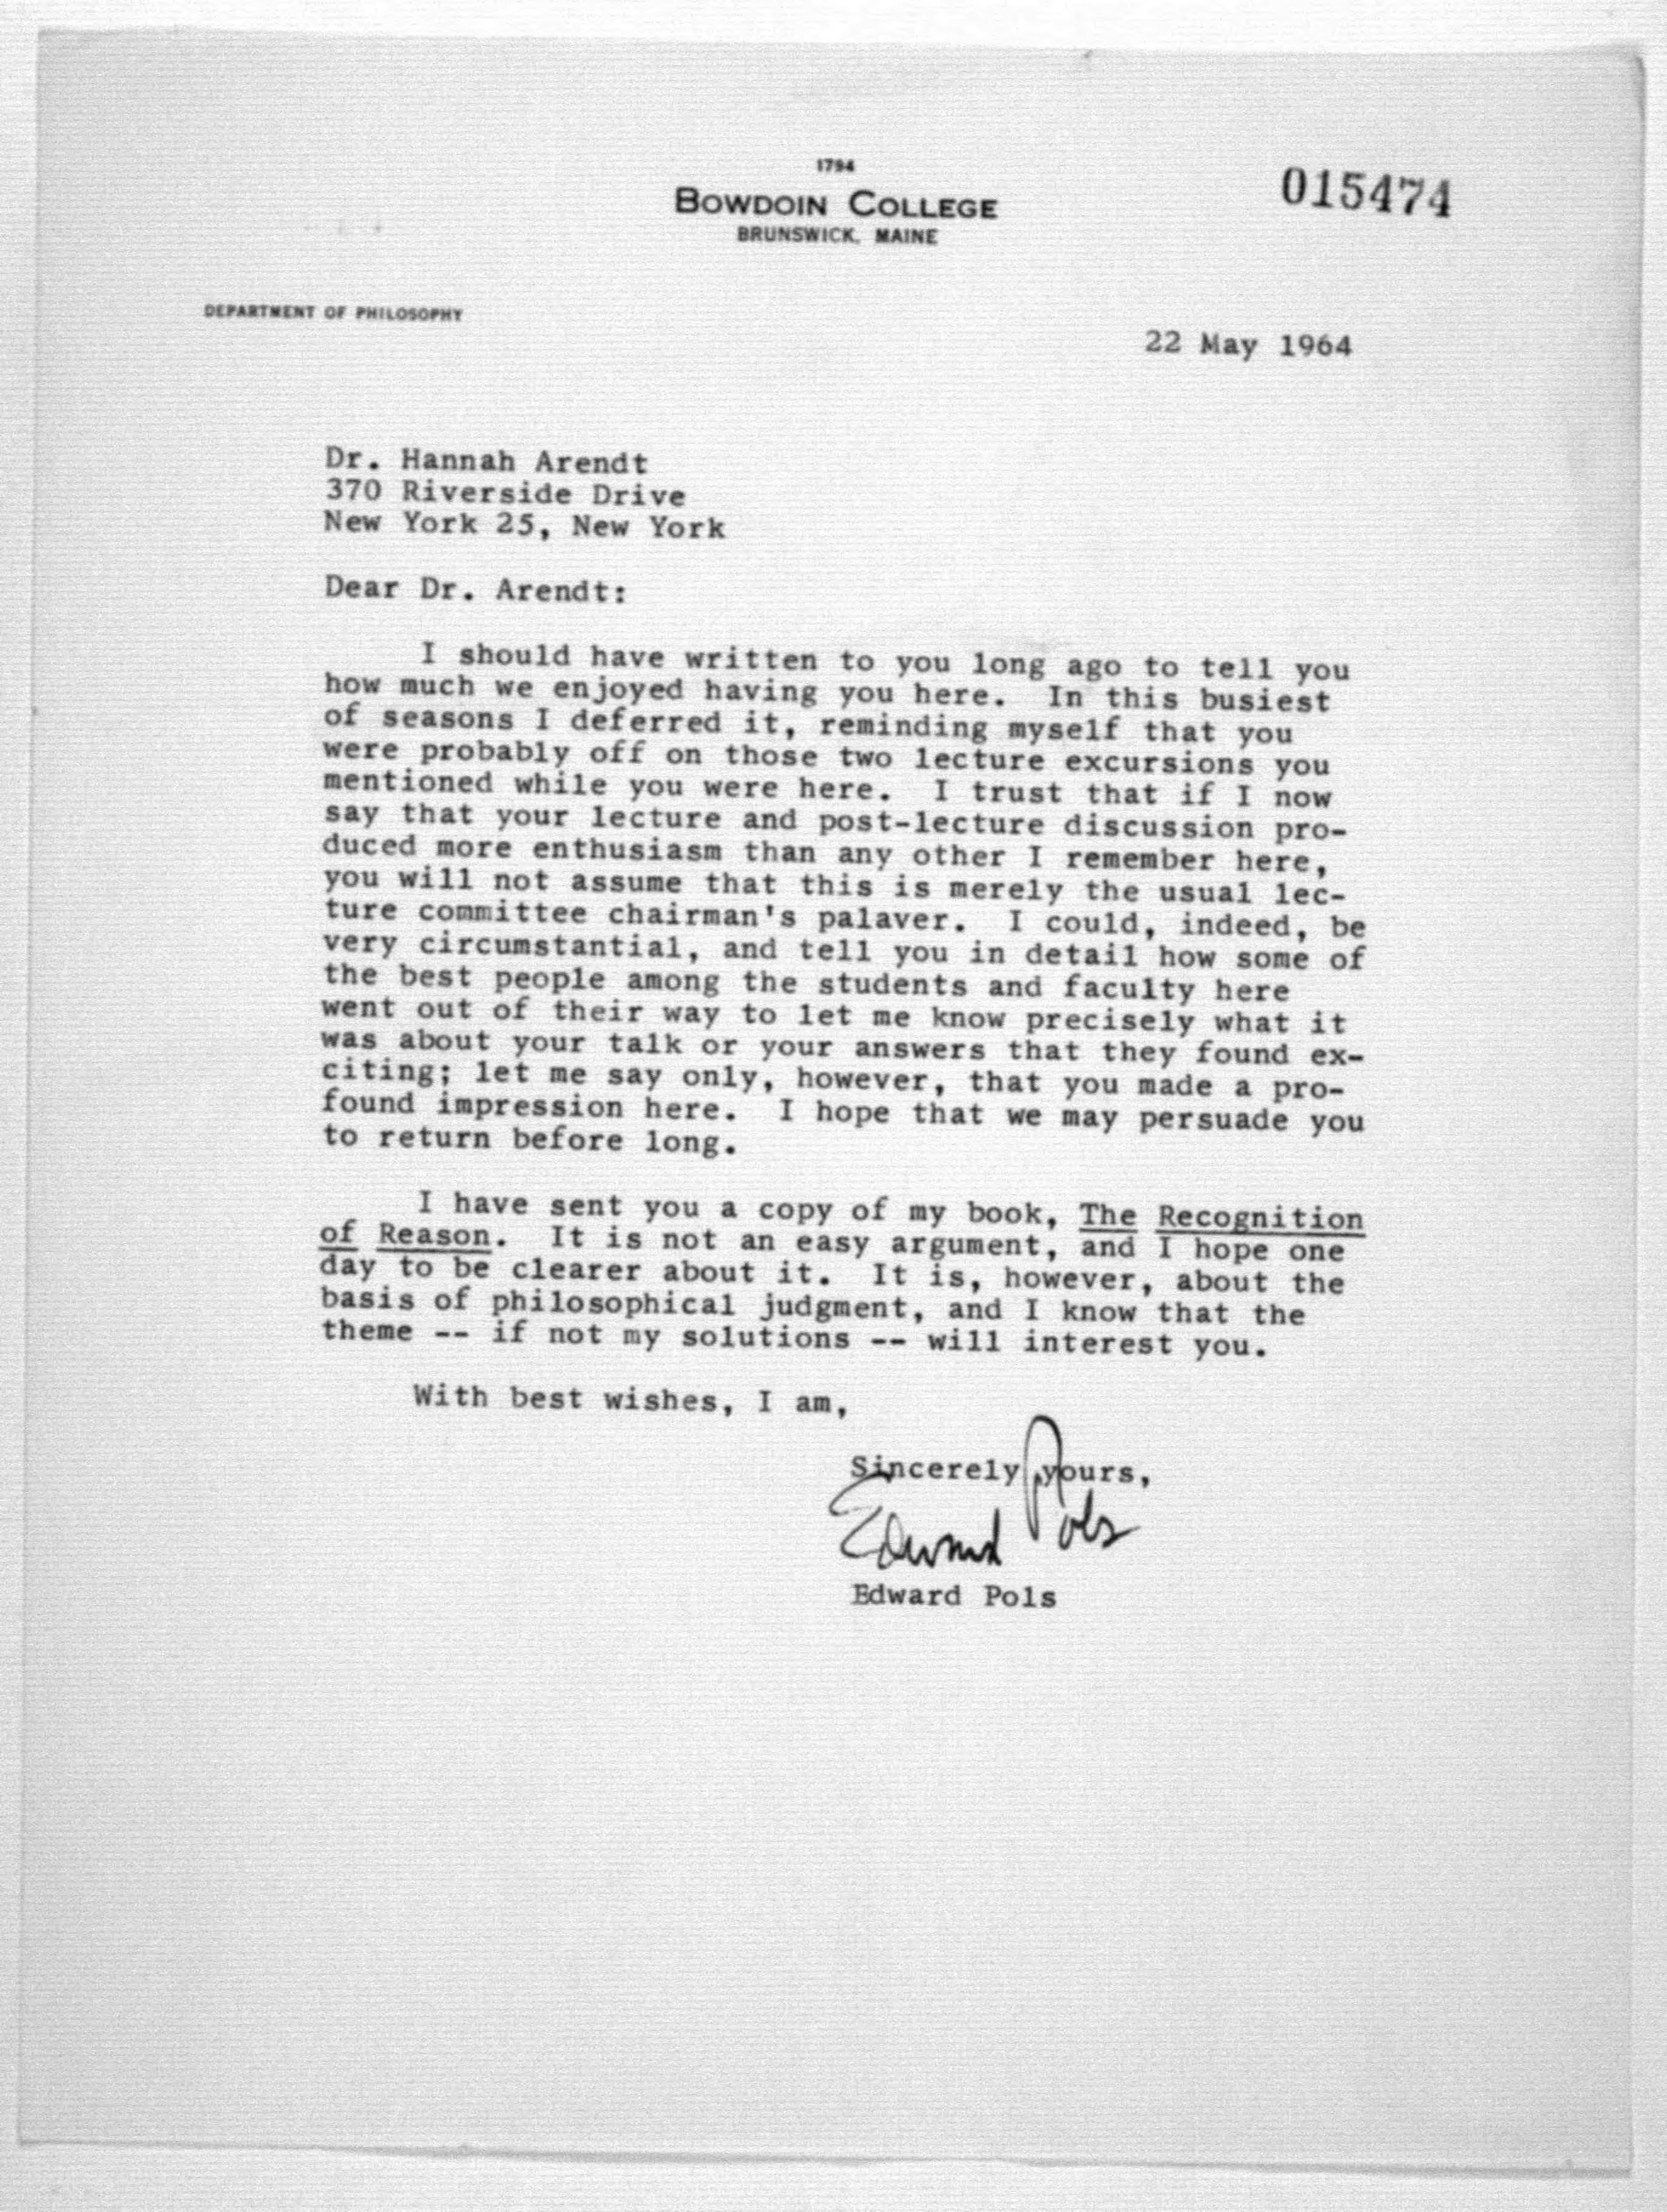 1794
BOWDOIN COLLEGE
BRUNSWICK, MAINE
015474
DEPARTMENT OF PHILOSOPHY
22 May 1964
Dr. Hannah Arendt
370 Riverside Drive
New York 25, New York
Dear Dr. Arendt:
I should have written to you long ago to tell you
how much we enjoyed having you here. In this busiest
of seasons I deferred it, reminding myself that you
were probably off on those two lecture excursions you
mentioned while you were here. I trust that if I now
say that your lecture and post-lecture discussion pro-
duced more enthusiasm than any other I remember here,
you will not assume that this is merely the usual lec-
ture committee chairman's palaver. I could, indeed, be
very circumstantial, and tell you in detail how some of
the best people among the students and faculty here
went out of their way to let me know precisely what it
was about your talk or your answers that they found ex-
citing; let me say only, however, that you made a pro-
found impression here. I hope that we may persuade you
to return before long.
I have sent you a copy of my book, The Recognition
of Reason. It is not an easy argument, and I hope one
day to be clearer about it. It is, however, about the
basis of philosophical judgment, and I know that the
theme -- if not my solutions -- will interest you.
With best wishes, I am,
Sincerely yours,
Edward Pols
Edward Pols